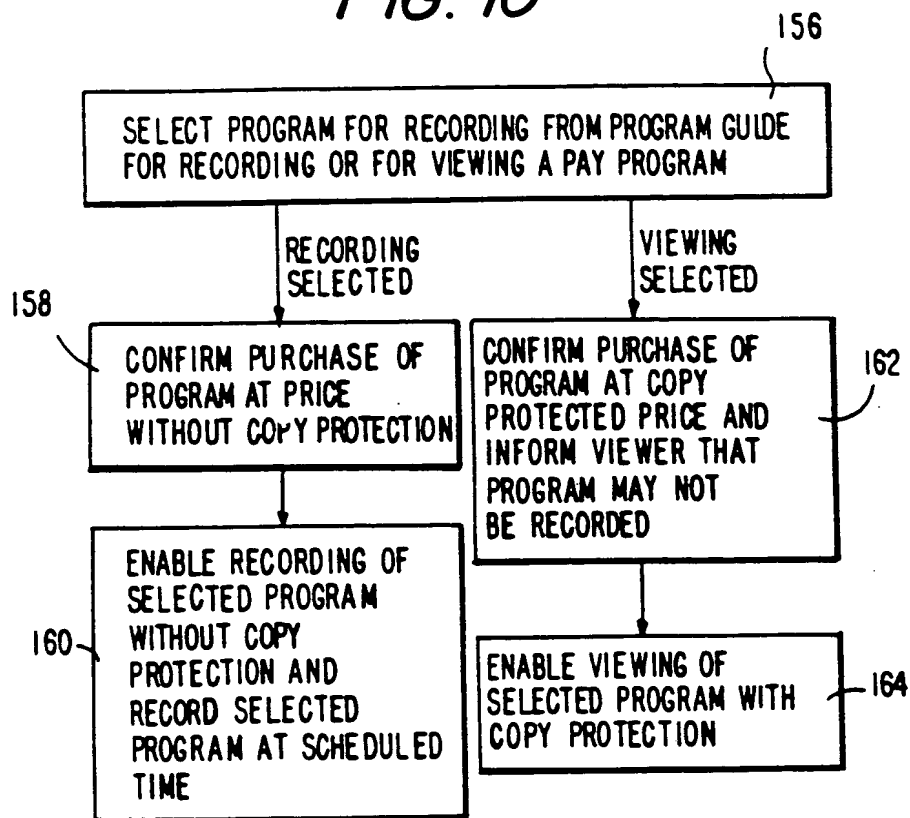 FIG. 10
156
SELECT PROGRAM FOR RECORDING FROM PROGRAM GUIDE
FOR RECORDING OR FOR VIEWING A PAY PROGRAM
RECORDING
SELECTED
VIEWING
SELECTED
158
CONFIRM PURCHASE OF
PROGRAM AT PRICE
WITHOUT COPY PROTECTION
CONFIRM PURCHASE OF
PROGRAM AT COPY
PROTECTED PRICE AND
INFORM VIEWER THAT
PROGRAM MAY NOT
BE RECORDED
162
160
ENABLE RECORDING OF
SELECTED PROGRAM
WITHOUT COPY
PROTECTION AND
RECORD SELECTED
PROGRAM AT SCHEDULED
TIME
ENABLE VIEWING OF
SELECTED PROGRAM WITH
COPY PROTECTION
164